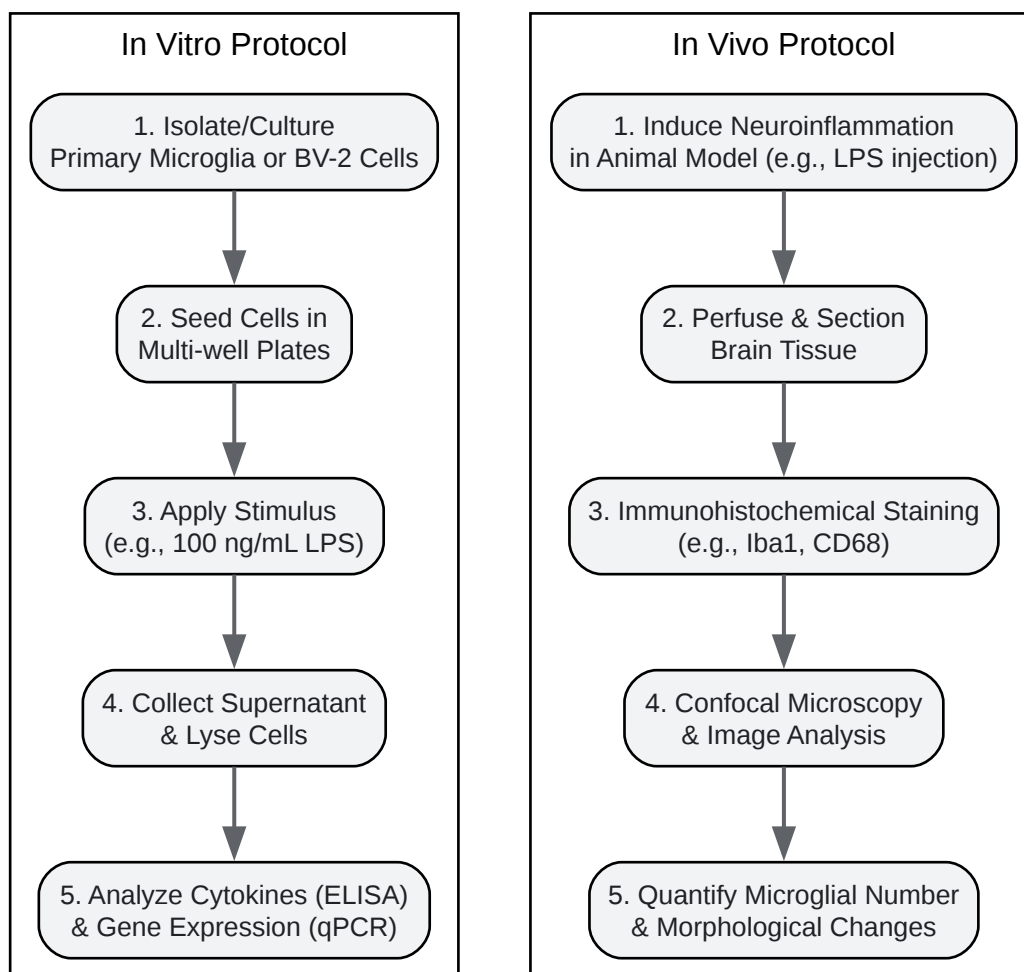 In Vitro Protocol
1. Isolate/Culture
Primary Microglia or BV-2 Cells
2. Seed Cells in
Multi-well Plates
3. Apply Stimulus
(e.g., 100 ng/mL LPS)
4. Collect Supernatant
& Lyse Cells
5. Analyze Cytokines (ELISA)
& Gene Expression (qPCR)
In Vivo Protocol
1. Induce Neuroinflammation
in Animal Model (e.g., LPS injection)
2. Perfuse & Section
Brain Tissue
3. Immunohistochemical Staining
(e.g., Iba1, CD68)
4. Confocal Microscopy
& Image Analysis
5. Quantify Microglial Number
& Morphological Changes